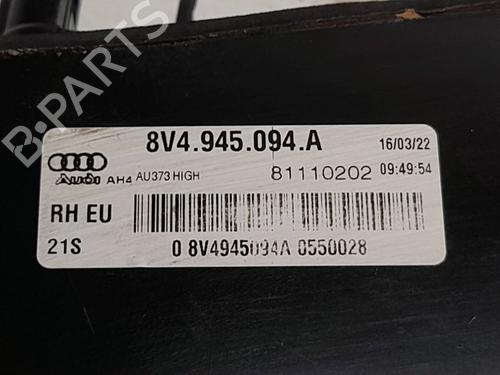 8V4.945.094.A
16/03/22
Audi AH4 AU373 HIGH 81110202 09:49:54
RH EU
21S 0 8V4945094A 0550028
B-PARTS